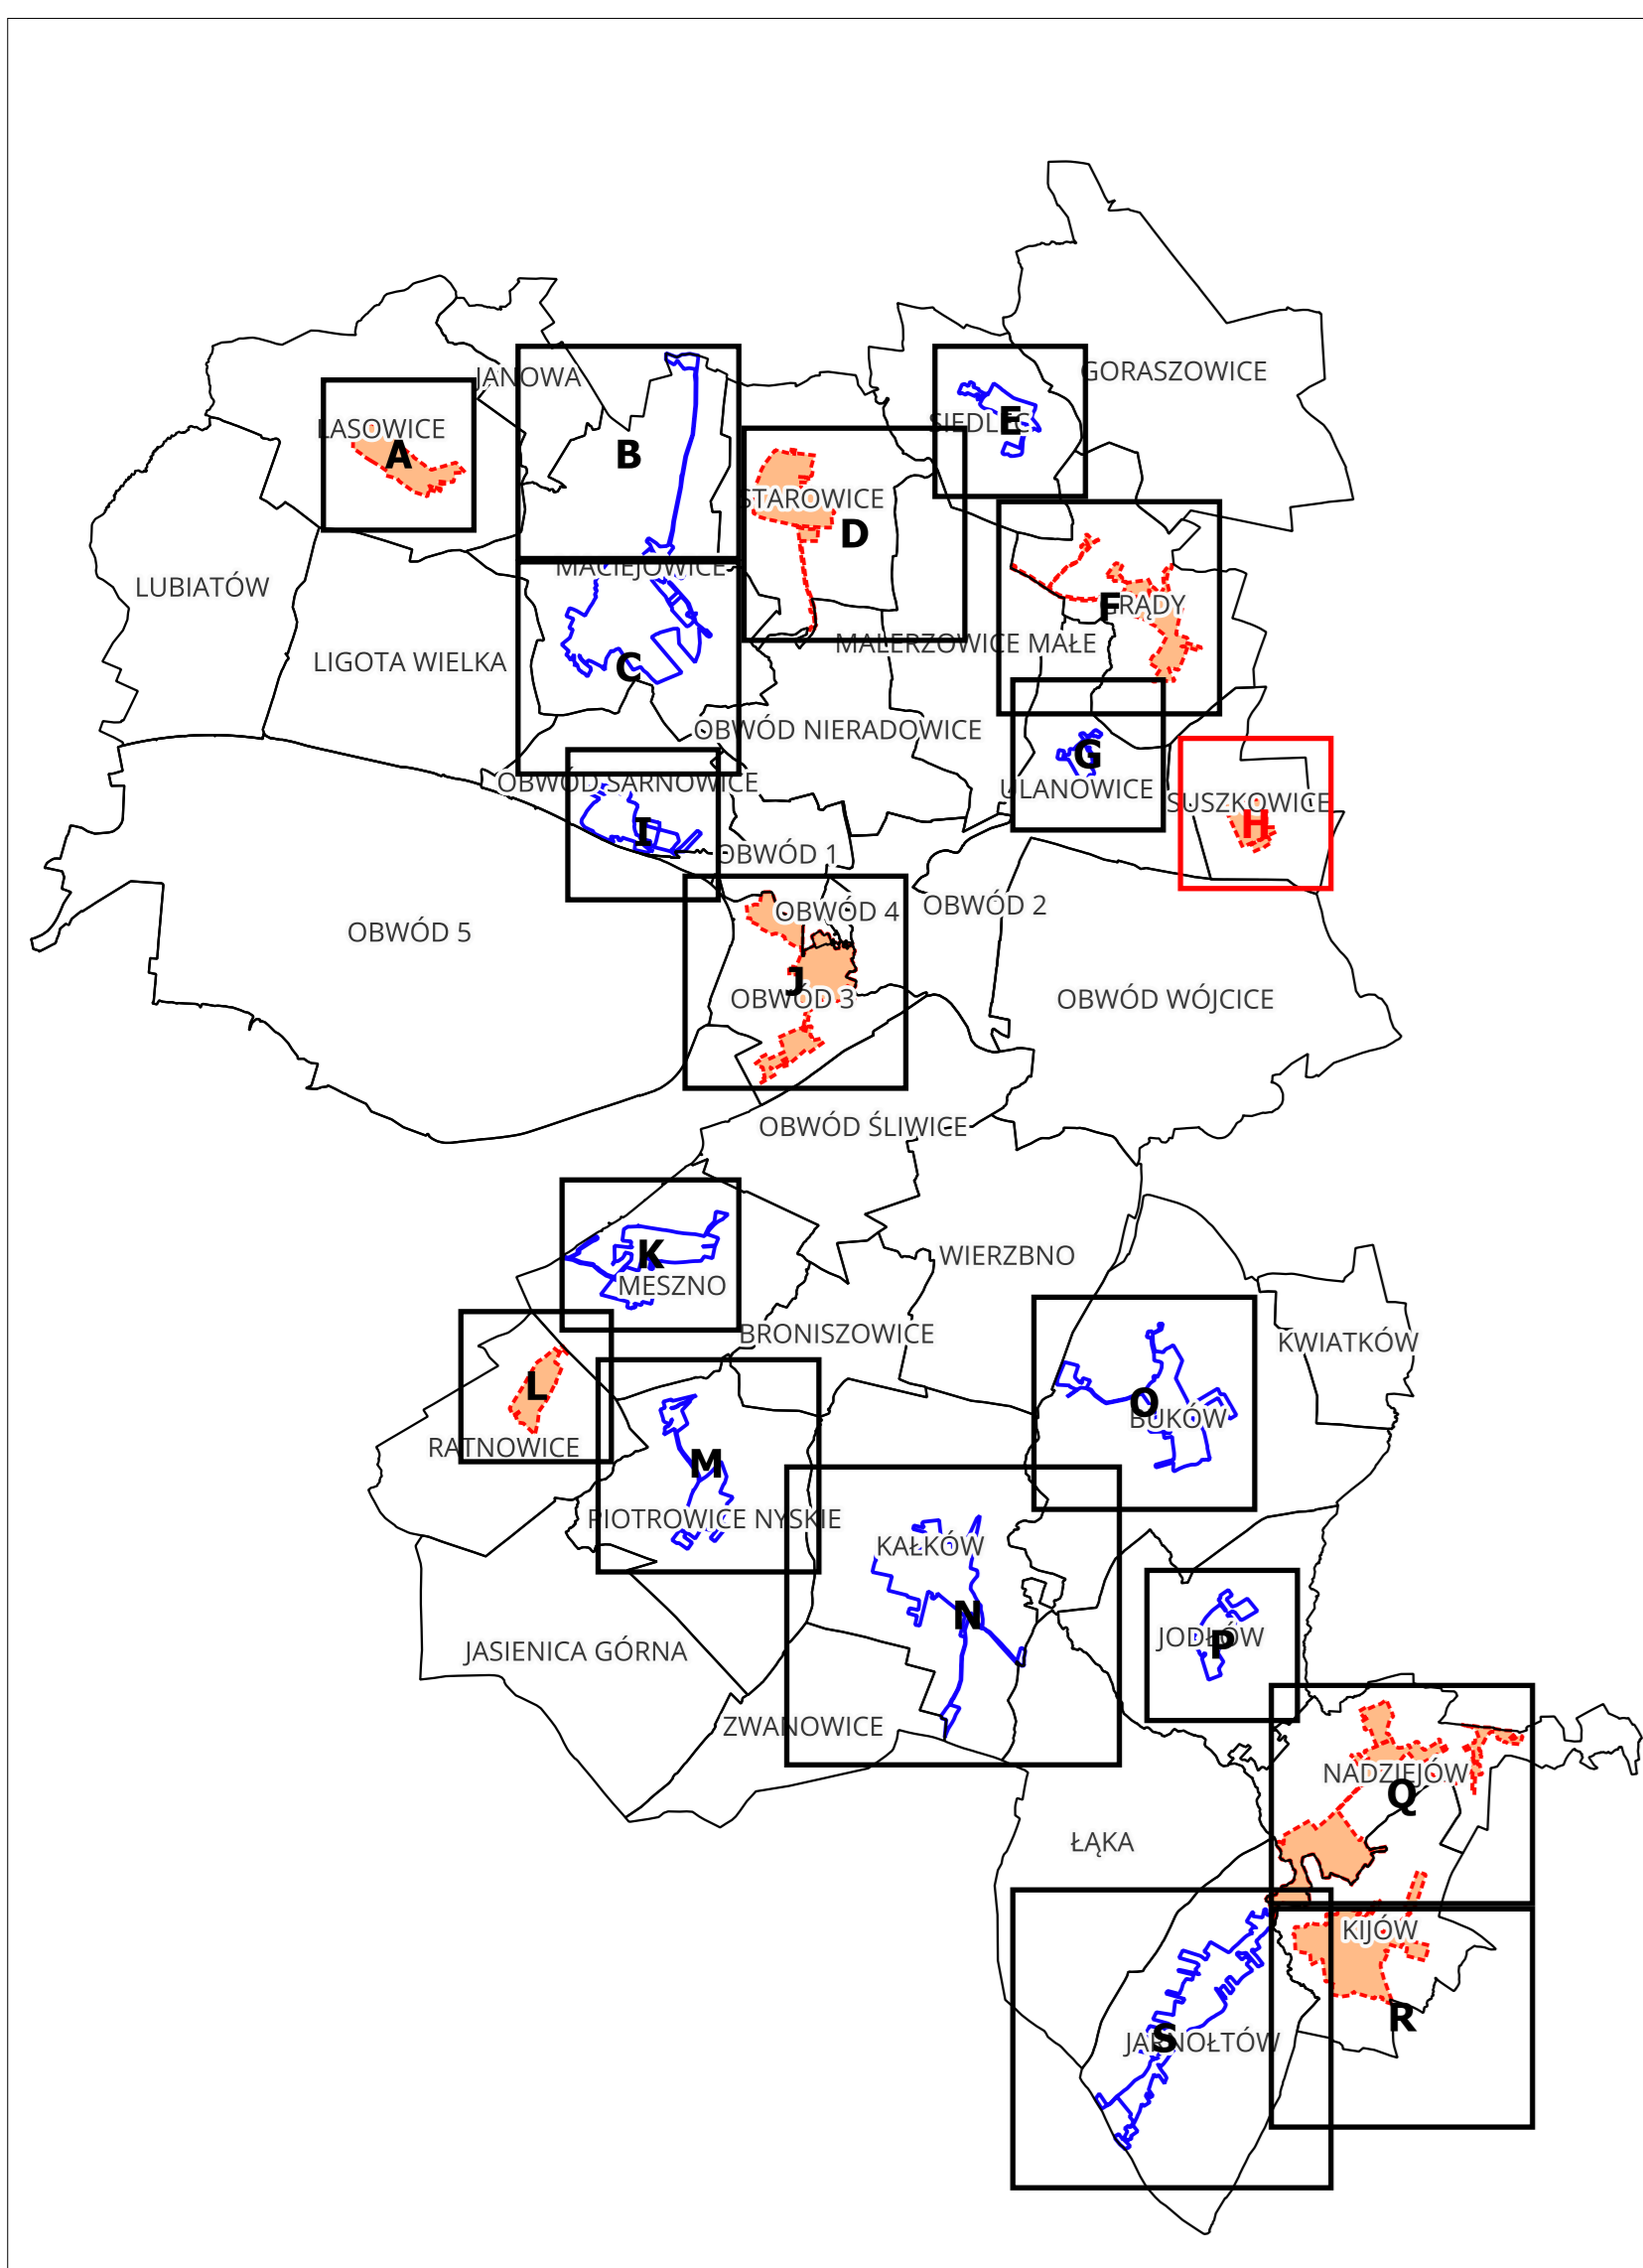 GORASZOWICE
JANOWA
SIEDLEC
E
LASOWICE
A
B
STAROWICE
D
MACIEJOWICE
LUBIATÓW
GRĄDY
F
MALERZOWICE MAŁE
LIGOTA WIELKA
C
OBWÓD NIERADOWICE
G
OBWÓD SARNOWICE
ULANOWICE
SUSZKOWICE
H
I
OBWÓD 1
OBWÓD 2
OBWÓD 4
OBWÓD 5
J
OBWÓD 3
OBWÓD WÓJCICE
OBWÓD ŚLIWICE
K
WIERZBNO
MESZNO
BRONISZOWICE
KWIATKÓW
L
O
BUKÓW
RATNOWICE
M
PIOTROWICE NYSKIE
KAŁKÓW
N
JODŁÓW
P
JASIENICA GÓRNA
ZWANOWICE
NADZIEJÓW
Q
ŁĄKA
KIJÓW
R
S
JARNOŁTÓW